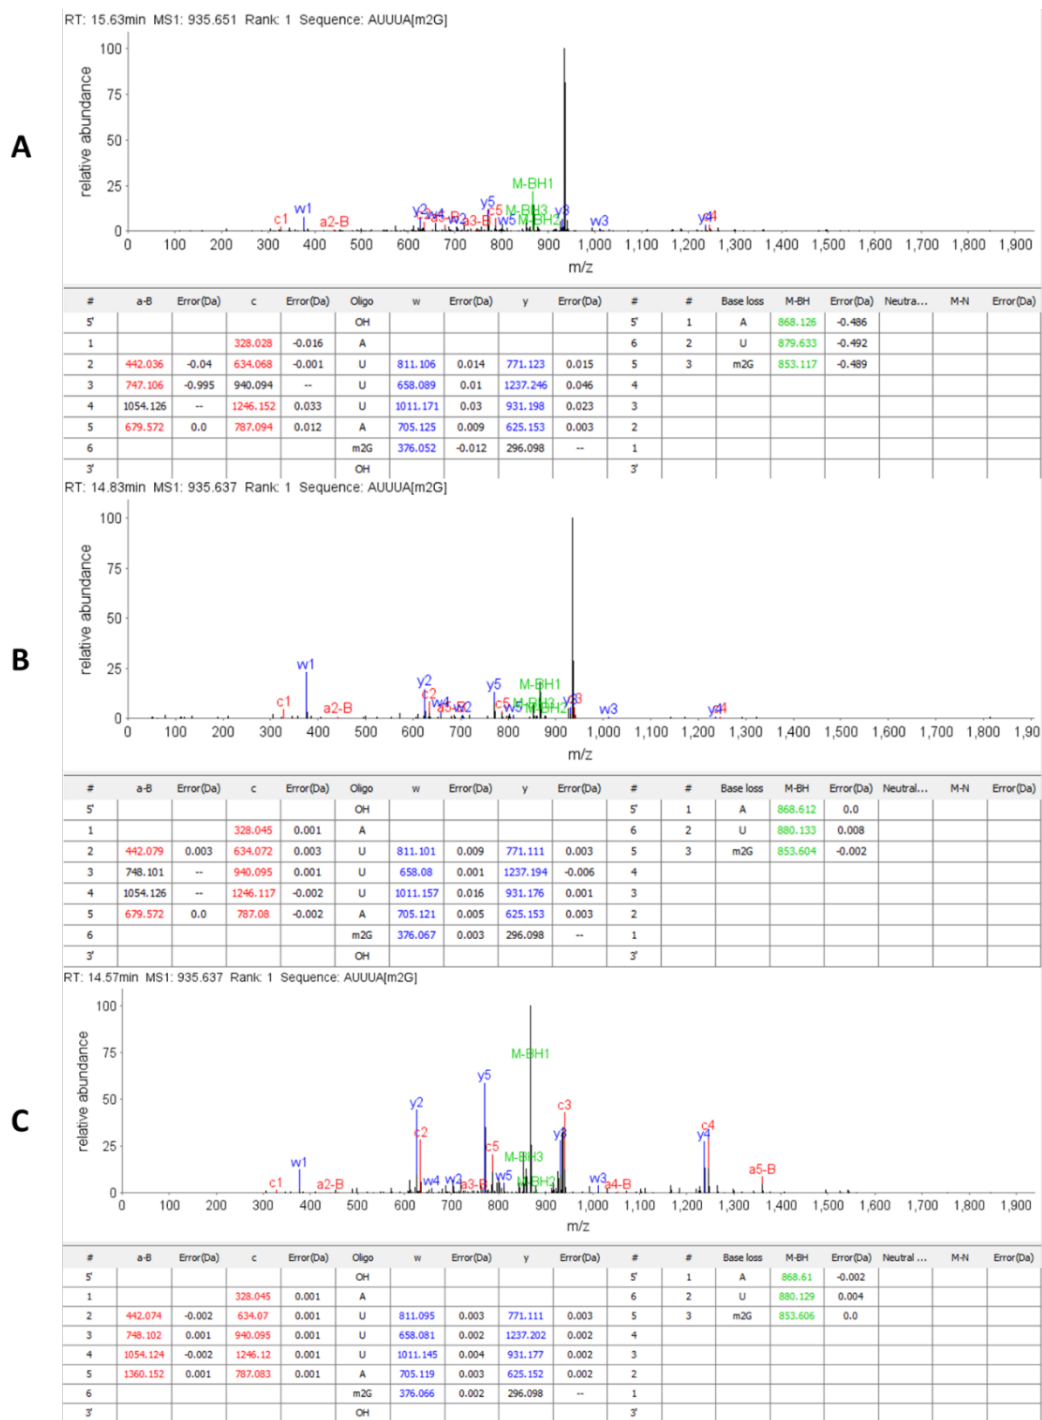 RT: 15.63min MS1: 935.651 Rank: 1 Sequence: AUUUA[m2G]
A
relative abundance
100
75
50
25
0
c1 w1 a2-B y2 w4 w2 a3-B y5 c5 w5 M-BH1 M-BH3 M-BH2 y3 w3 y4 c4
0 100 200 300 400 500 600 700 800 900 1,000 1,100 1,200 1,300 1,400 1,500 1,600 1,700 1,800 1,900
m/z
# a-B Error(Da) c Error(Da) Oligo w Error(Da) y Error(Da) # # Base loss M-BH Error(Da) Neutra... M-N Error(Da)
5' OH 5' 1 A 868.126 -0.486
1 328.028 -0.016 A 6 2 U 879.633 -0.492
2 442.036 -0.04 634.068 -0.001 U 811.106 0.014 771.123 0.015 5 3 m2G 853.117 -0.489
3 747.106 -0.995 940.094 -- U 658.089 0.01 1237.246 0.046 4
4 1054.126 -- 1246.152 0.033 U 1011.171 0.03 931.198 0.023 3
5 679.572 0.0 787.094 0.012 A 705.125 0.009 625.153 0.003 2
6 m2G 376.052 -0.012 296.098 -- 1
3' OH 3'
RT: 14.83min MS1: 935.637 Rank: 1 Sequence: AUUUA[m2G]
B
relative abundance
100
75
50
25
0
c1 w1 a2-B y2 c2 w4 a5-B w2 y5 c5 w5 M-BH1 M-BH3 M-BH2 y3 c3 w3 y4 c4
0 100 200 300 400 500 600 700 800 900 1,000 1,100 1,200 1,300 1,400 1,500 1,600 1,700 1,800 1,900
m/z
# a-B Error(Da) c Error(Da) Oligo w Error(Da) y Error(Da) # # Base loss M-BH Error(Da) Neutral... M-N Error(Da)
5' OH 5' 1 A 868.612 0.0
1 328.045 0.001 A 6 2 U 880.133 0.008
2 442.079 0.003 634.072 0.003 U 811.101 0.009 771.111 0.003 5 3 m2G 853.604 -0.002
3 748.101 -- 940.095 0.001 U 658.08 0.001 1237.194 -0.006 4
4 1054.126 -- 1246.117 -0.002 U 1011.157 0.016 931.176 0.001 3
5 679.572 0.0 787.08 -0.002 A 705.121 0.005 625.153 0.003 2
6 m2G 376.067 0.003 296.098 -- 1
3' OH 3'
RT: 14.57min MS1: 935.637 Rank: 1 Sequence: AUUUA[m2G]
C
relative abundance
100
75
50
25
0
c1 w1 a2-B y2 c2 w4 w2 a3-B y5 c5 w5 M-BH1 M-BH3 M-BH2 y3 c3 w3 a4-B y4 c4 a5-B
0 100 200 300 400 500 600 700 800 900 1,000 1,100 1,200 1,300 1,400 1,500 1,600 1,700 1,800 1,900
m/z
# a-B Error(Da) c Error(Da) Oligo w Error(Da) y Error(Da) # # Base loss M-BH Error(Da) Neutral ... M-N Error(Da)
5' OH 5' 1 A 868.61 -0.002
1 328.045 0.001 A 6 2 U 880.129 0.004
2 442.074 -0.002 634.07 0.001 U 811.095 0.003 771.111 0.003 5 3 m2G 853.606 0.0
3 748.102 0.001 940.095 0.001 U 658.081 0.002 1237.202 0.002 4
4 1054.124 -0.002 1246.12 0.001 U 1011.145 0.004 931.177 0.002 3
5 1360.152 0.001 787.083 0.001 A 705.119 0.003 625.152 0.002 2
6 m2G 376.066 0.002 296.098 -- 1
3' OH 3'